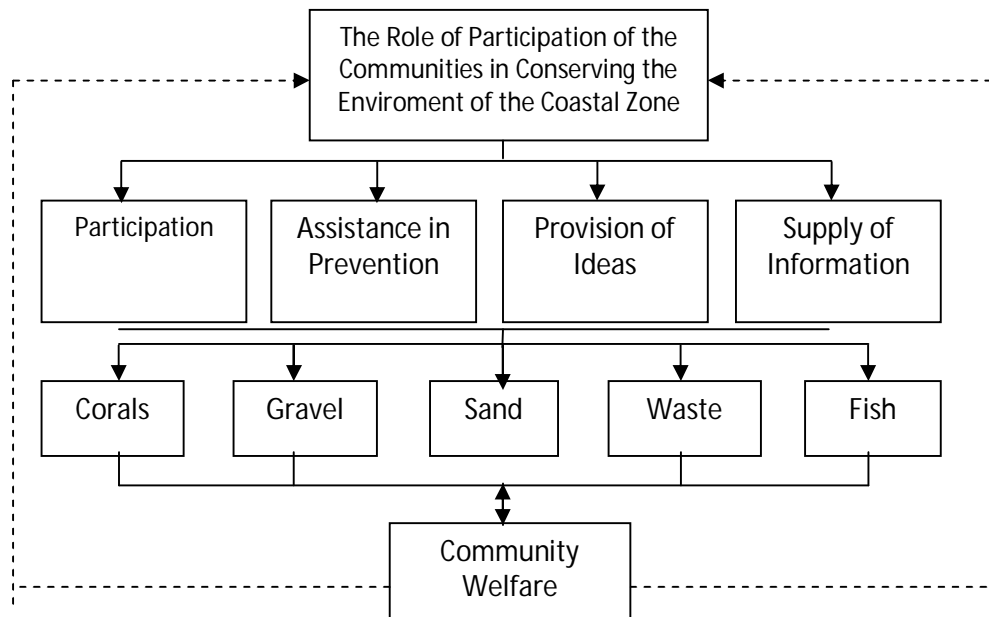 The Role of Participation of the
Communities in Conserving the
Enviroment of the Coastal Zone
Participation
Assistance in
Prevention
Provision of
Ideas
Supply of
Information
Corals
Gravel
Sand
Waste
Fish
Community
Welfare